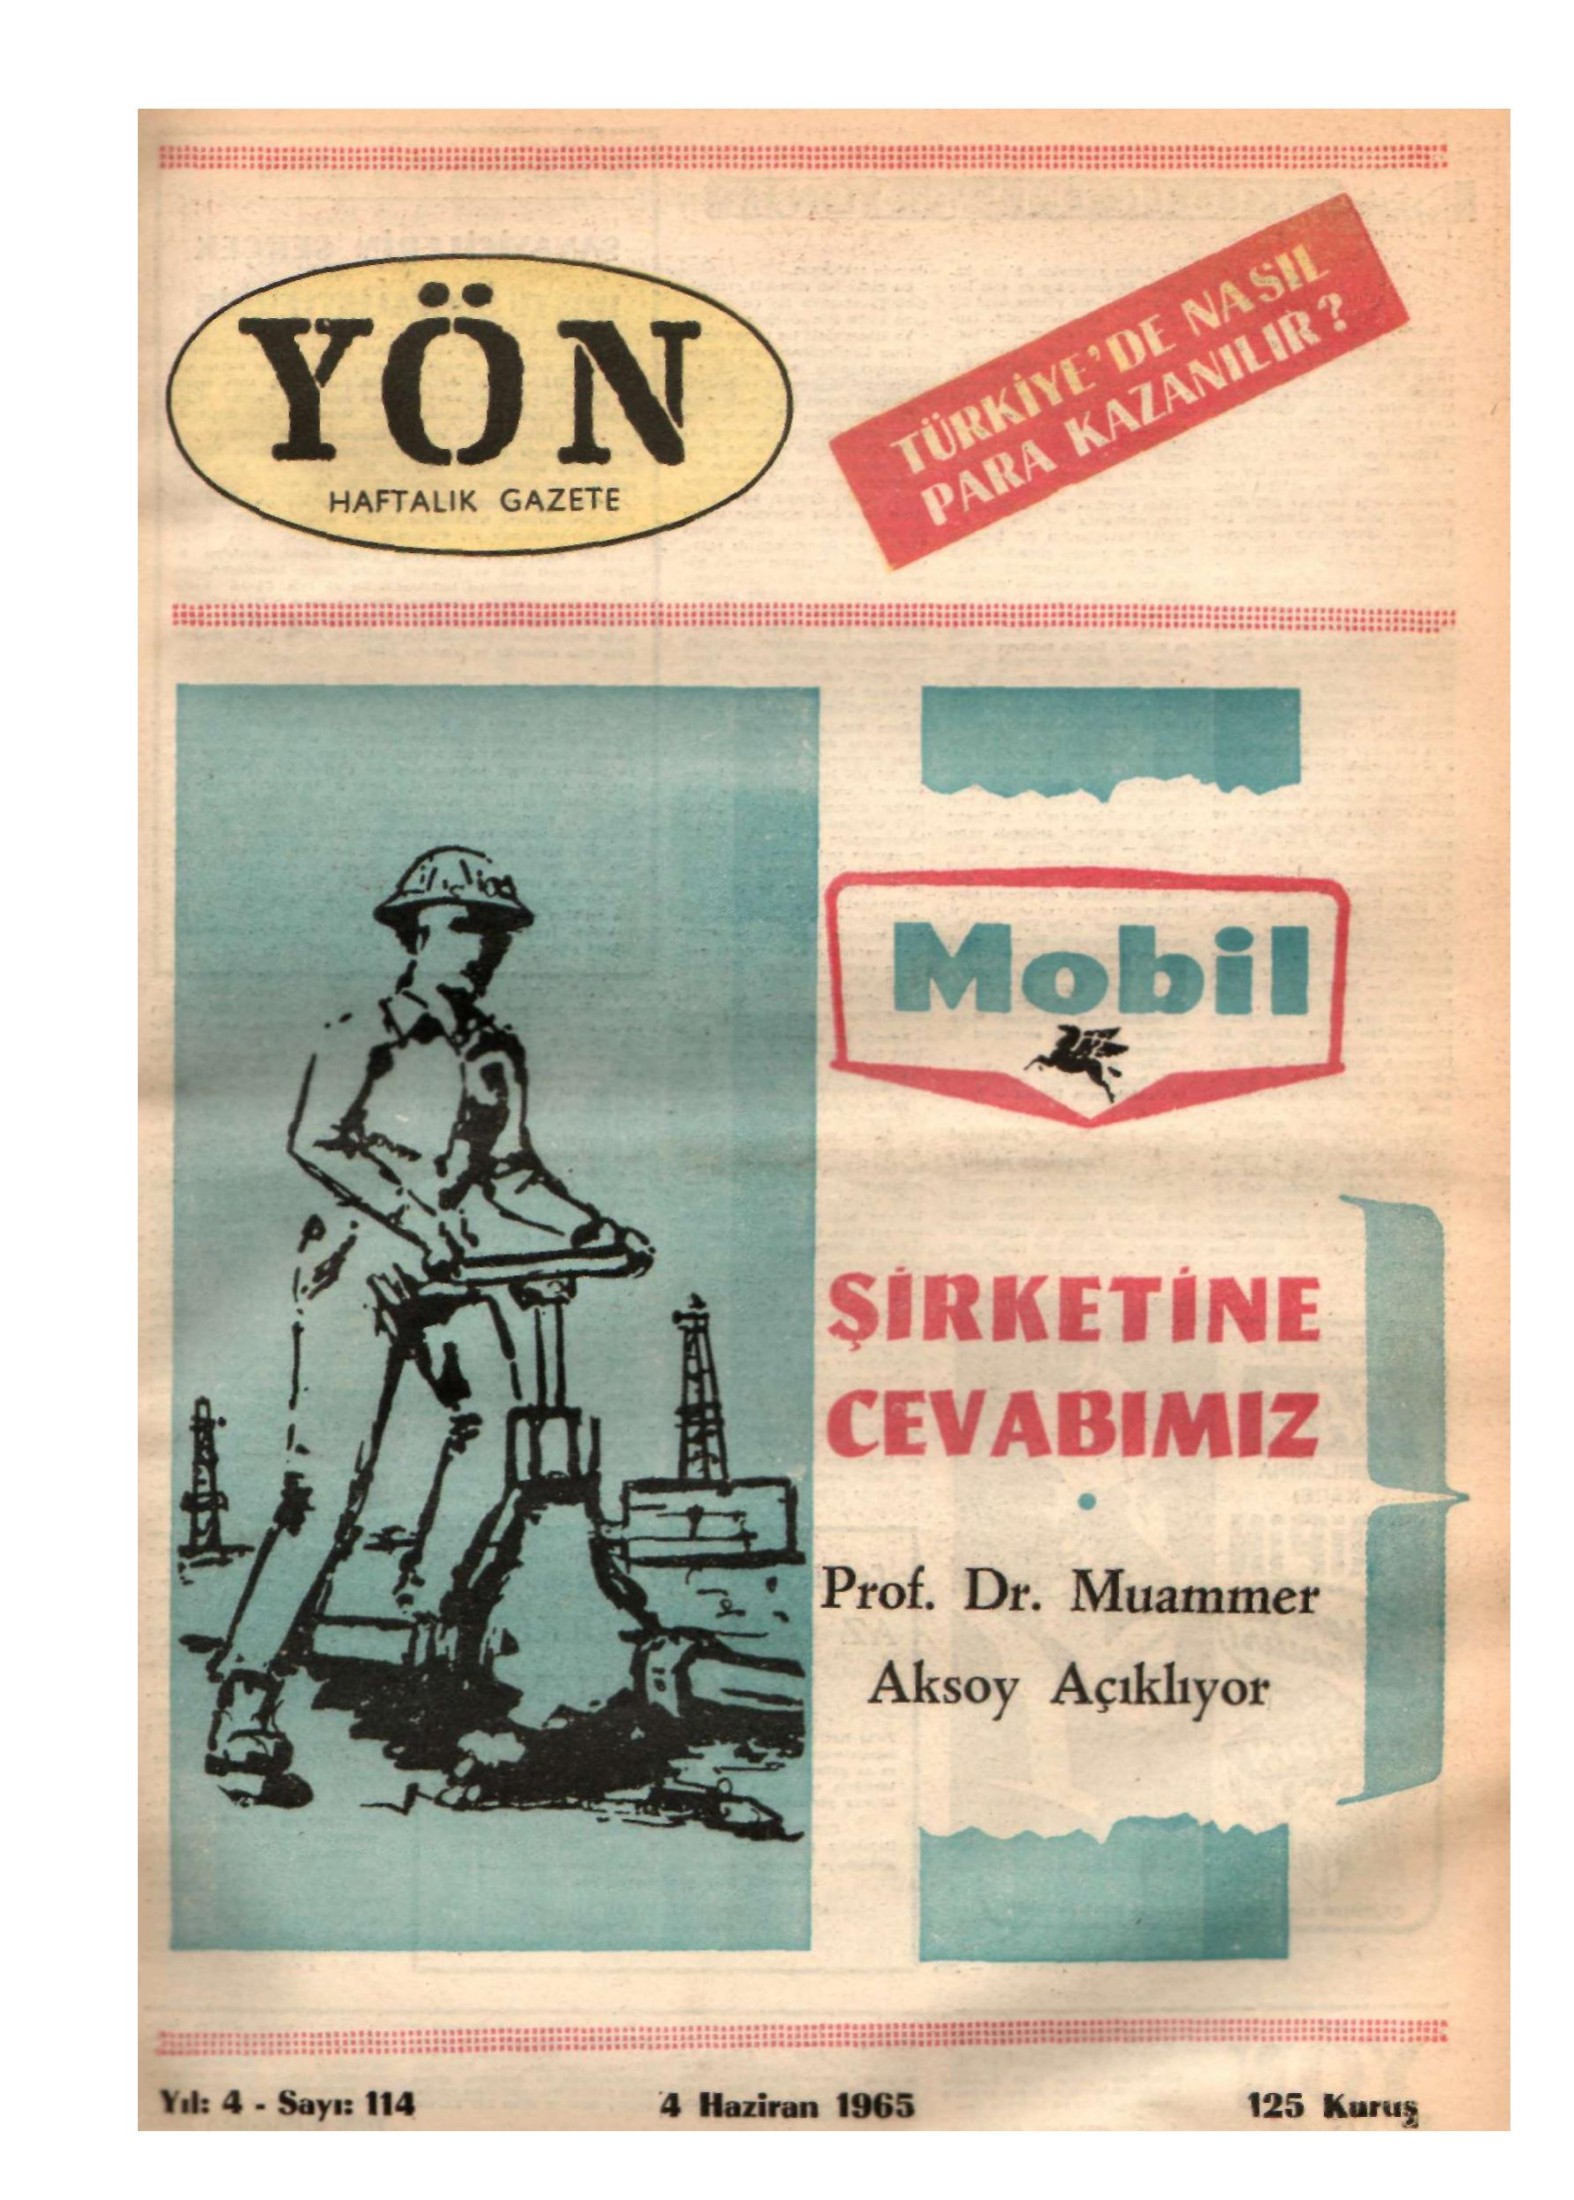 YÖN
HAFTALIK GAZETE
TÜRKİYE'DE NASIL
PARA KAZANILIR?
Mobil
ŞİRKETİNE
CEVABIMIZ
Prof. Dr. Muammer
Aksoy Açıklıyor
Yıl: 4 - Sayı: 114
4 Haziran 1965
125 Kuruş